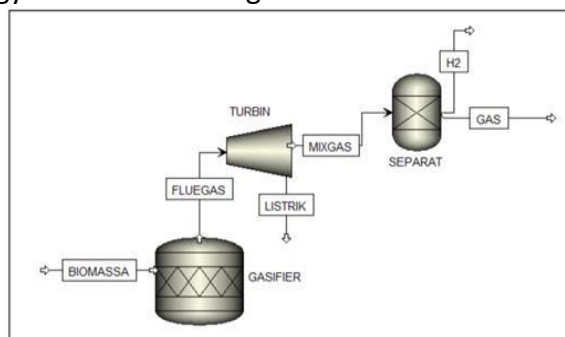 H2
TURBIN
GAS
MIXGAS
SEPARAT
FLUEGAS
LISTRIK
BIOMASSA
GASIFIER